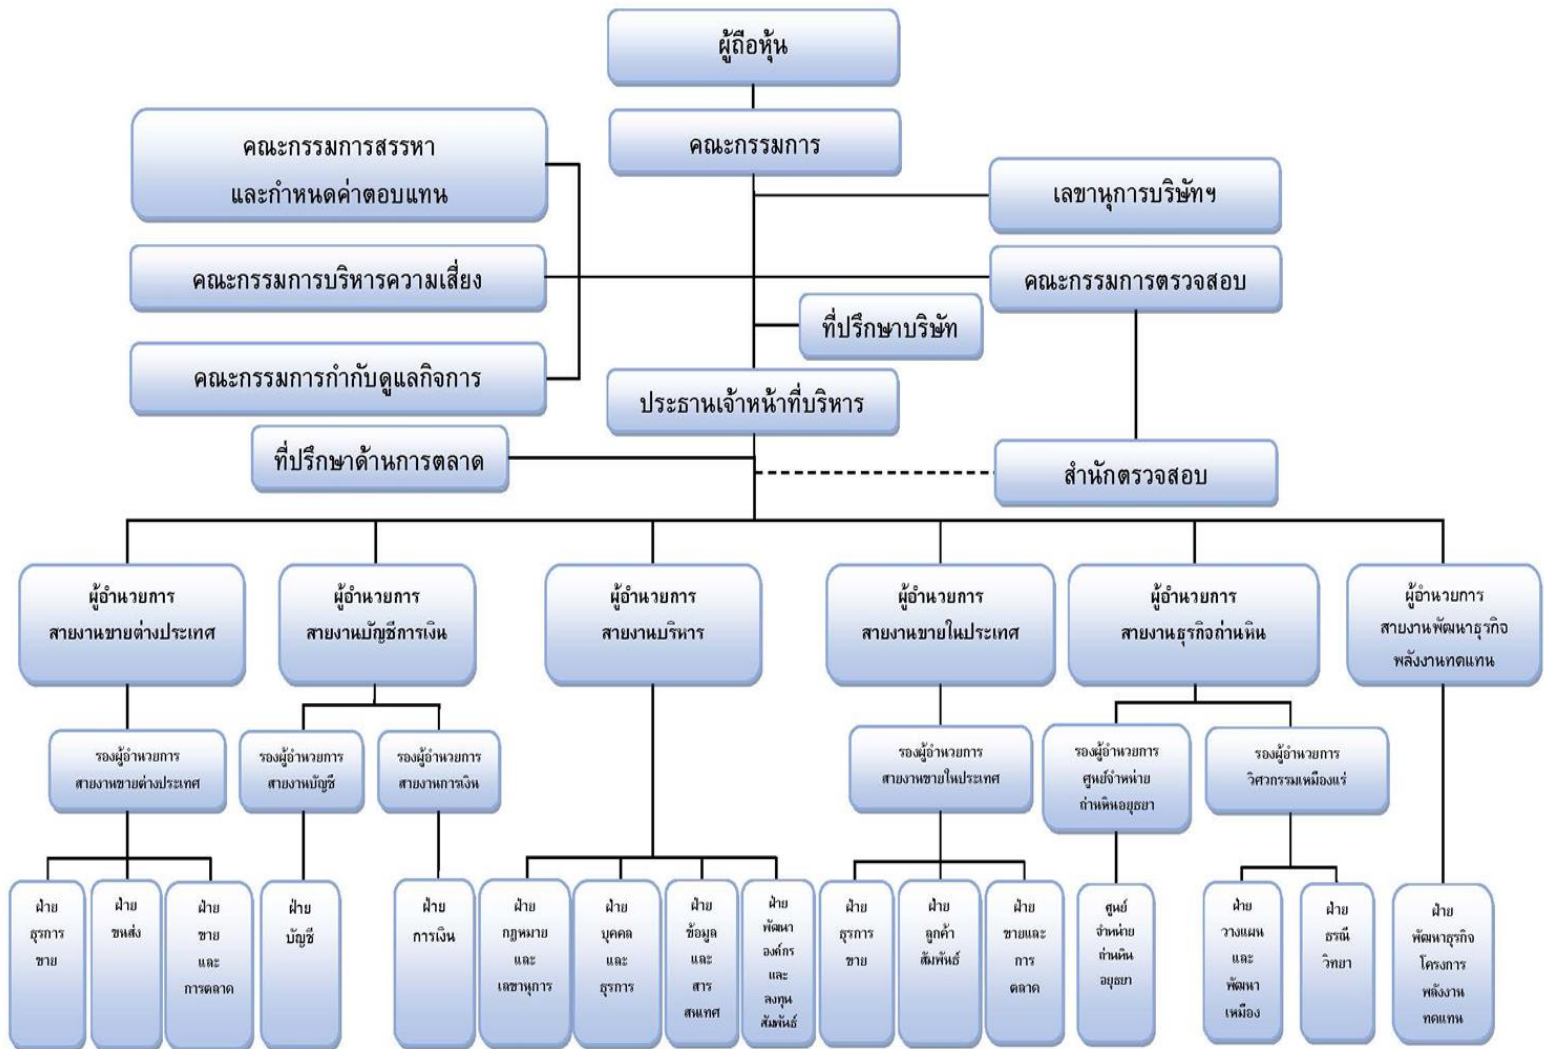 ผู้ถือหุ้น
คณะกรรมการ
คณะกรรมการสรรหา
และกำหนดค่าตอบแทน
เลขานุการบริษัทฯ
คณะกรรมการบริหารความเสี่ยง
คณะกรรมการตรวจสอบ
ที่ปรึกษาบริษัท
คณะกรรมการกำกับดูแลกิจการ
ประธานเจ้าหน้าที่บริหาร
ที่ปรึกษาด้านการตลาด
สำนักตรวจสอบ
ผู้อำนวยการ
สายงานขายต่างประเทศ
ผู้อำนวยการ
สายงานบัญชีการเงิน
ผู้อำนวยการ
สายงานบริหาร
ผู้อำนวยการ
สายงานขายในประเทศ
ผู้อำนวยการ
สายงานธุรกิจถ่านหิน
ผู้อำนวยการ
สายงานพัฒนาธุรกิจ
พลังงานทดแทน
รองผู้อำนวยการ
สายงานขายต่างประเทศ
รองผู้อำนวยการ
สายงานบัญชี
รองผู้อำนวยการ
สายงานการเงิน
รองผู้อำนวยการ
สายงานขายในประเทศ
รองผู้อำนวยการ
ศูนย์จำหน่าย
ถ่านหินอยุธยา
รองผู้อำนวยการ
วิศวกรรมเหมืองแร่
ฝ่าย
ธุรการ
ขาย
ฝ่าย
ขนส่ง
ฝ่าย
ขาย
และ
การตลาด
ฝ่าย
บัญชี
ฝ่าย
การเงิน
ฝ่าย
กฎหมาย
และ
เลขานุการ
ฝ่าย
บุคคล
และ
ธุรการ
ฝ่าย
ข้อมูล
และ
สาร
สนเทศ
ฝ่าย
พัฒนา
องค์กร
และ
ลงทุน
สัมพันธ์
ฝ่าย
ธุรการ
ขาย
ฝ่าย
ลูกค้า
สัมพันธ์
ฝ่าย
ขายและ
การ
ตลาด
ศูนย์
จำหน่าย
ถ่านหิน
อยุธยา
ฝ่าย
วางแผน
และ
พัฒนา
เหมือง
ฝ่าย
ธรณี
วิทยา
ฝ่าย
พัฒนาธุรกิจ
โครงการ
พลังงาน
ทดแทน